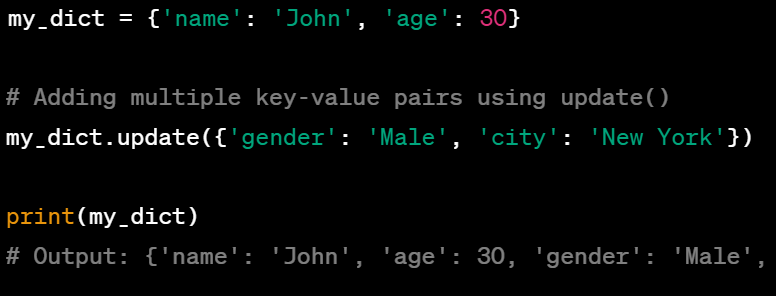 my_dict = {'name': 'John', 'age': 30}
# Adding multiple key-value pairs using update()
my_dict.update({'gender': 'Male', 'city': 'New York'})
print(my_dict)
# Output: {'name': 'John', 'age': 30, 'gender': 'Male',